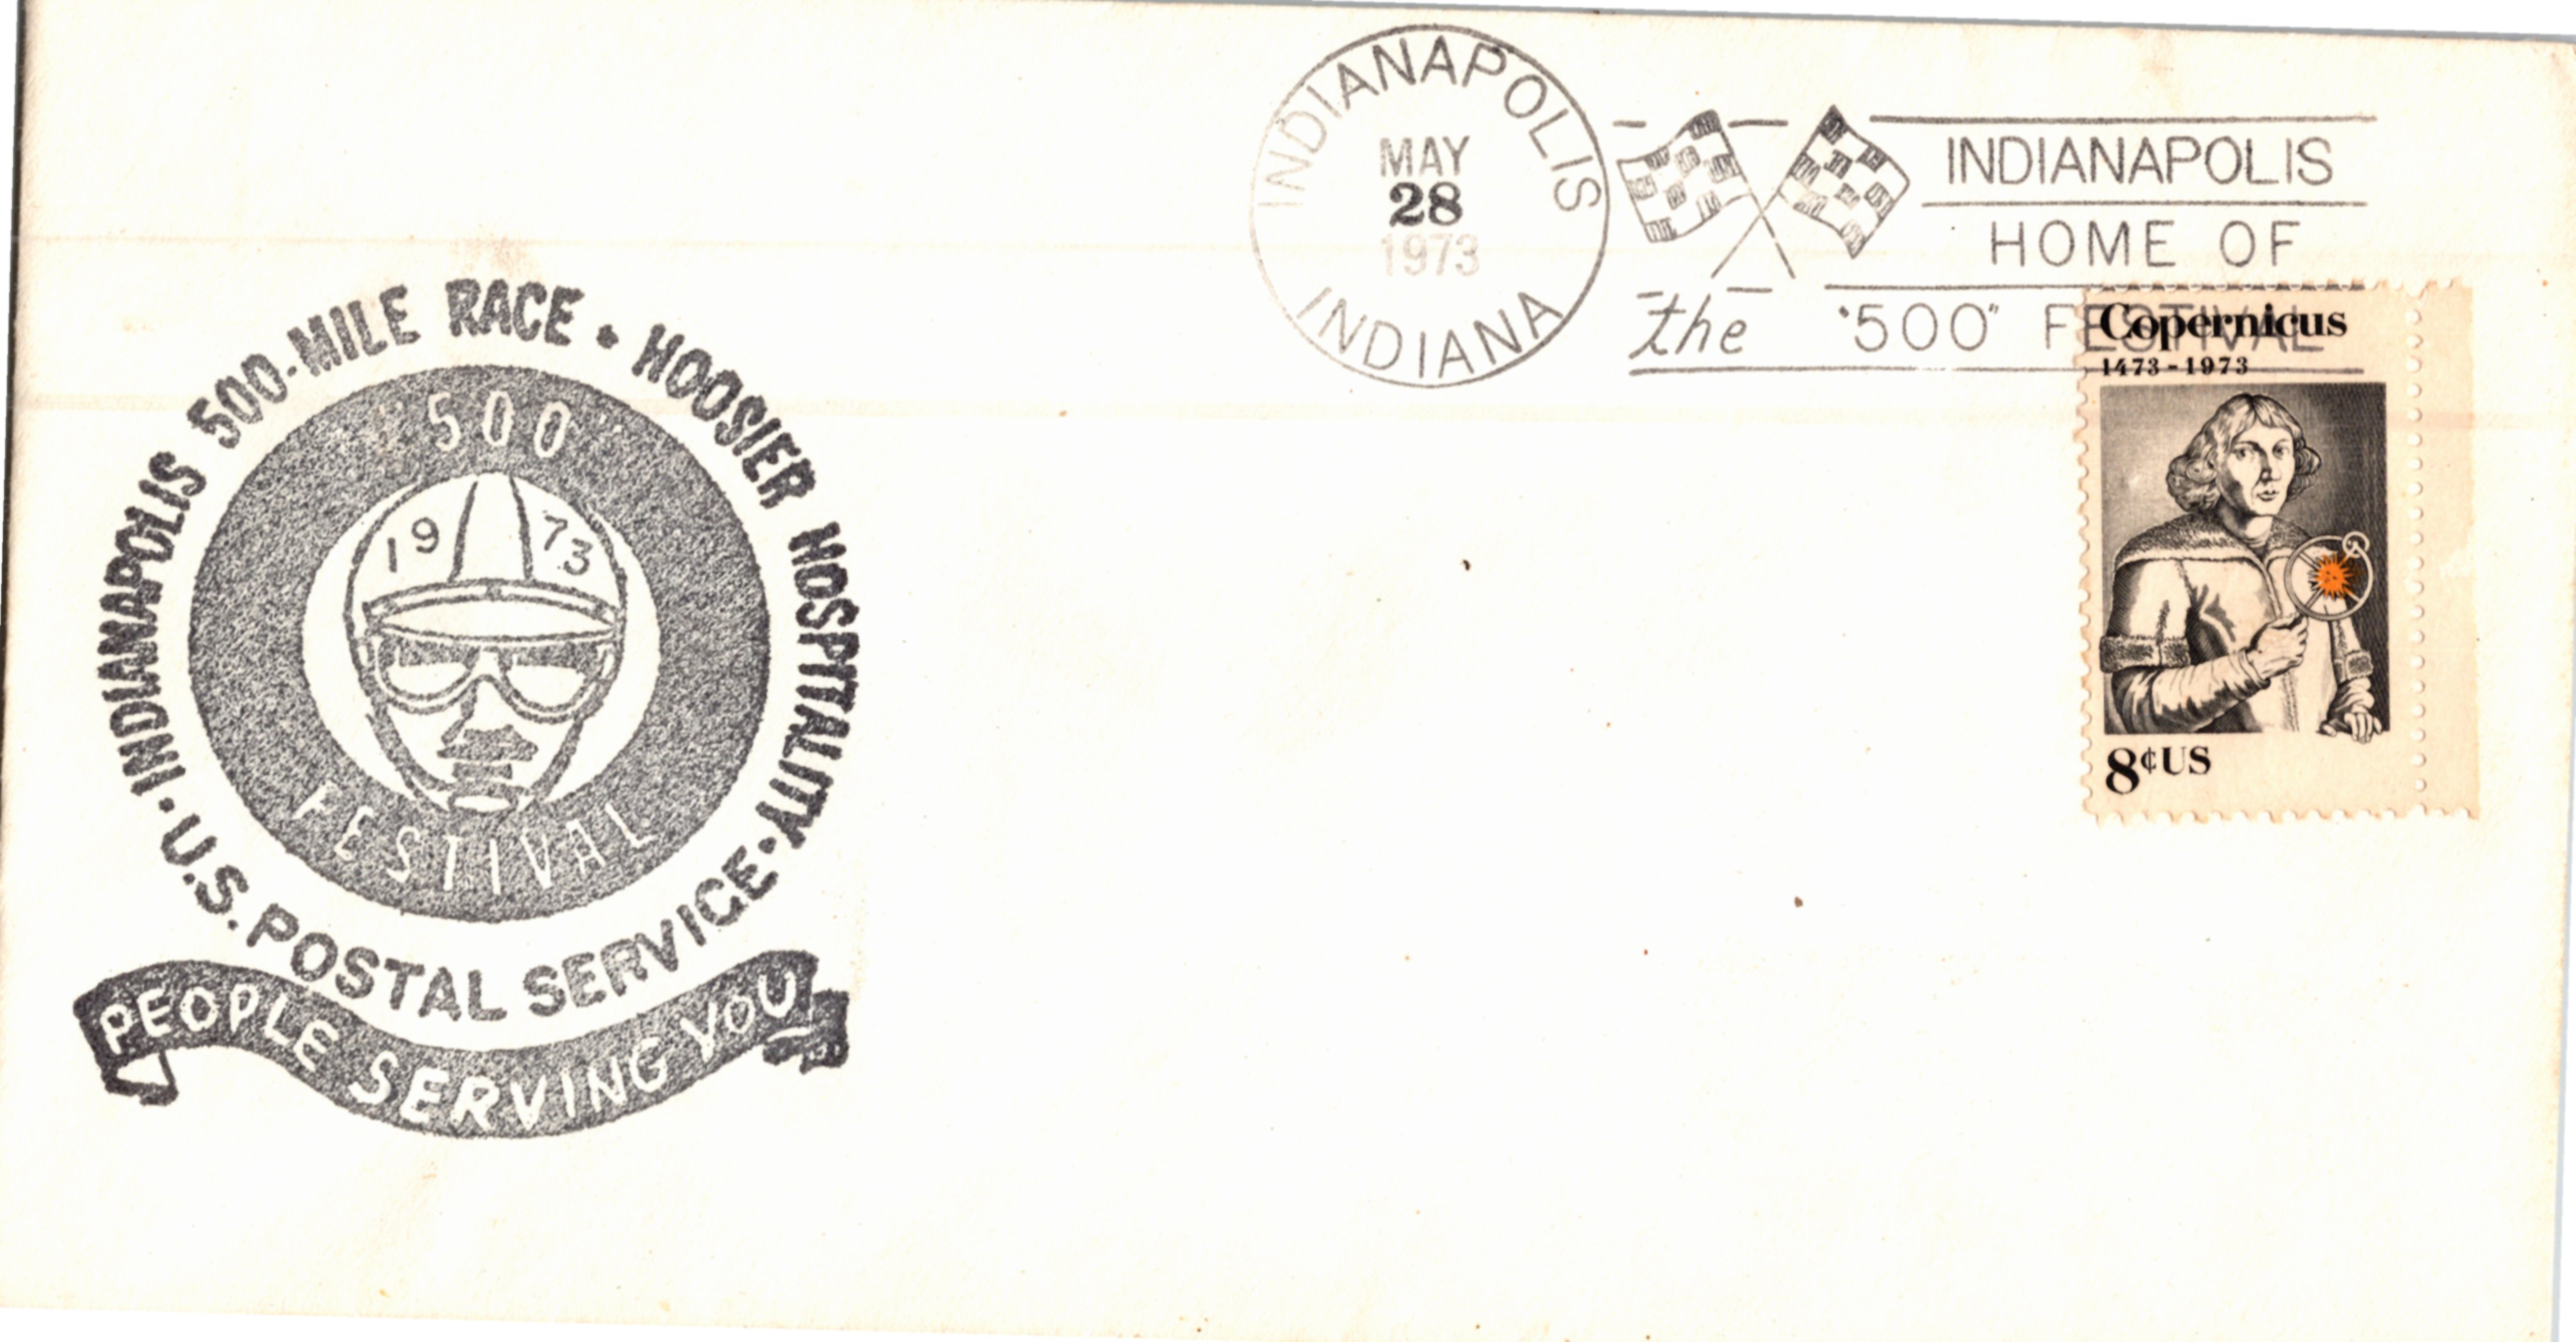 INDIANAPOLIS
MAY
28
1973
INDIANA
INDIANAPOLIS
HOME OF
the "500" FESTIVAL
Copernicus
1473-1973
8¢ US
INDIANAPOLIS 500-MILE RACE • HOOSIER HOSPITALITY •
500
19 73
FESTIVAL
U.S. POSTAL SERVICE •
PEOPLE SERVING YOU